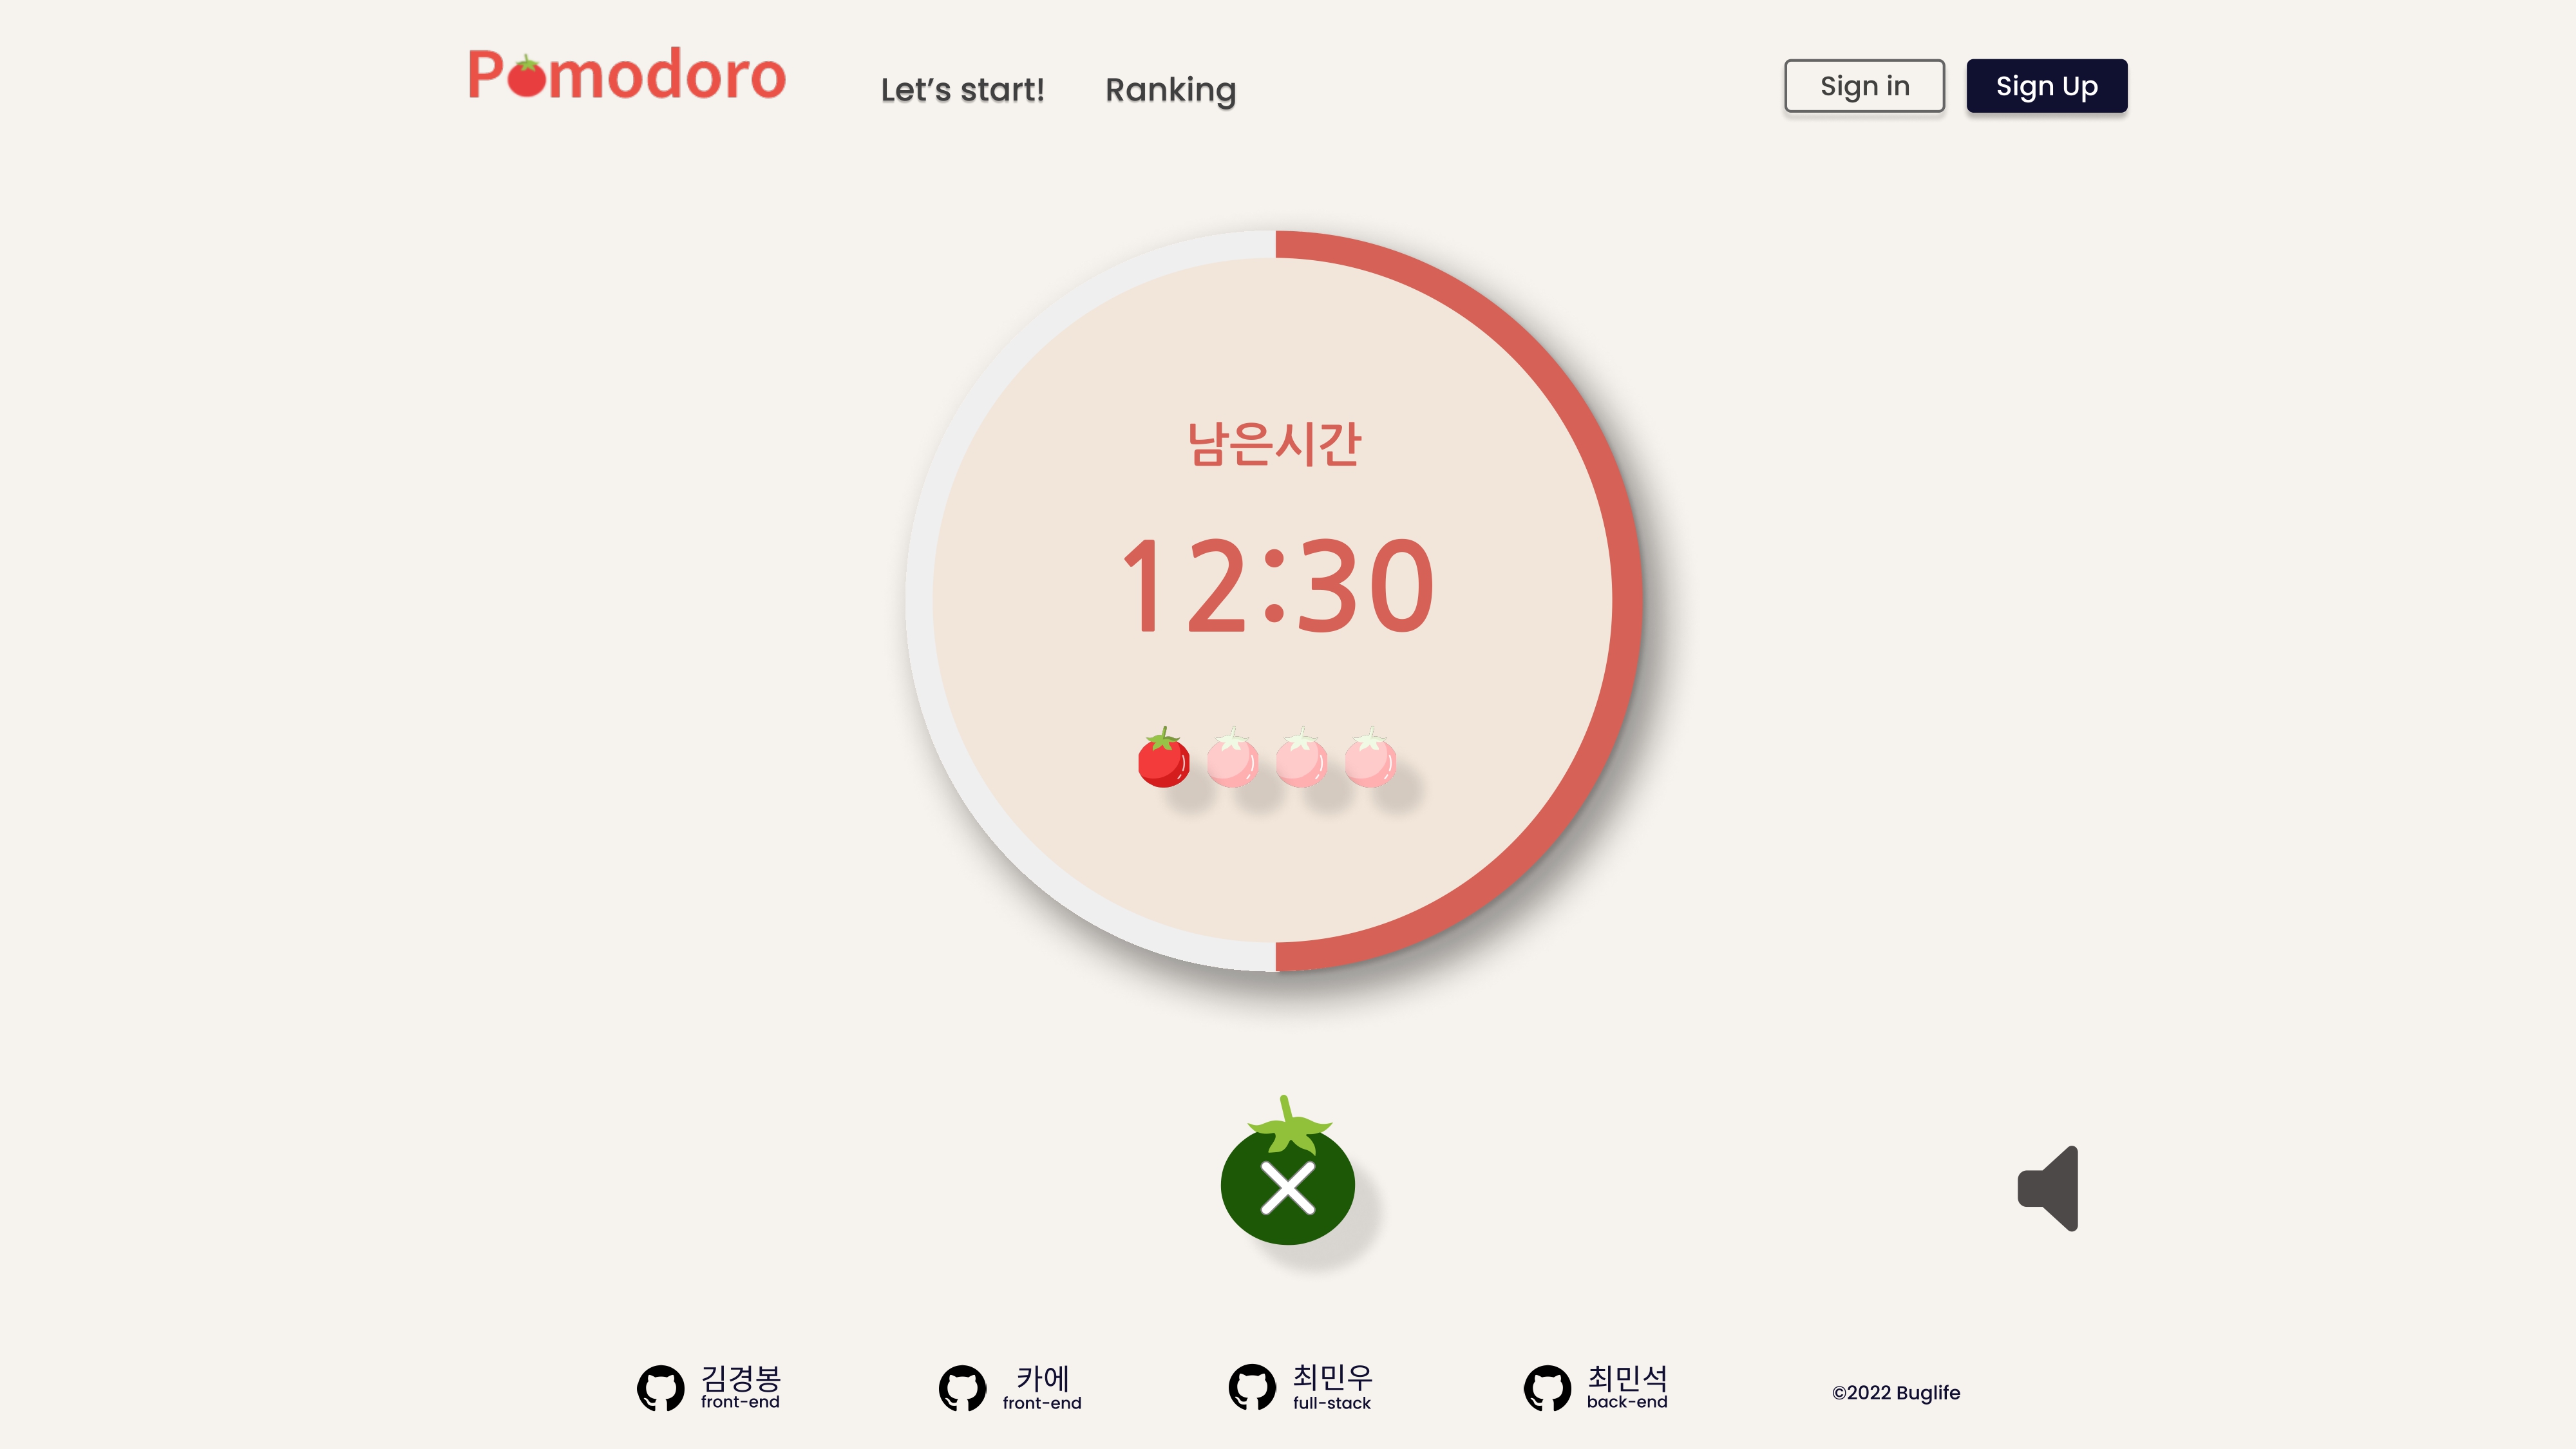 Pomodoro
Let’s start!
Ranking
Sign in
Sign Up
남은시간
12:30
김경봉
front-end
카에
front-end
최민우
full-stack
최민석
back-end
©2022 Buglife